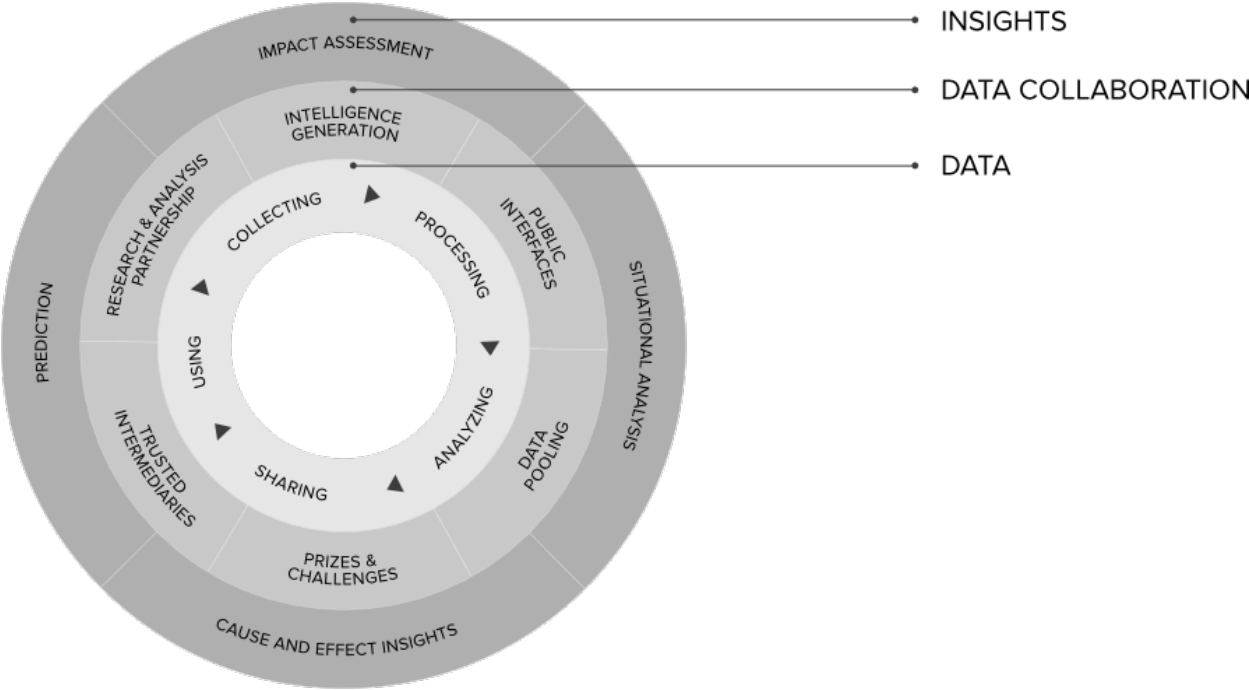 INSIGHTS
DATA COLLABORATION
DATA
IMPACT ASSESSMENT
SITUATIONAL ANALYSIS
CAUSE AND EFFECT INSIGHTS
PREDICTION
INTELLIGENCE
GENERATION
PUBLIC
INTERFACES
DATA
POOLING
PRIZES &
CHALLENGES
TRUSTED
INTERMEDIARIES
RESEARCH & ANALYSIS
PARTNERSHIP
COLLECTING
PROCESSING
ANALYZING
SHARING
USING